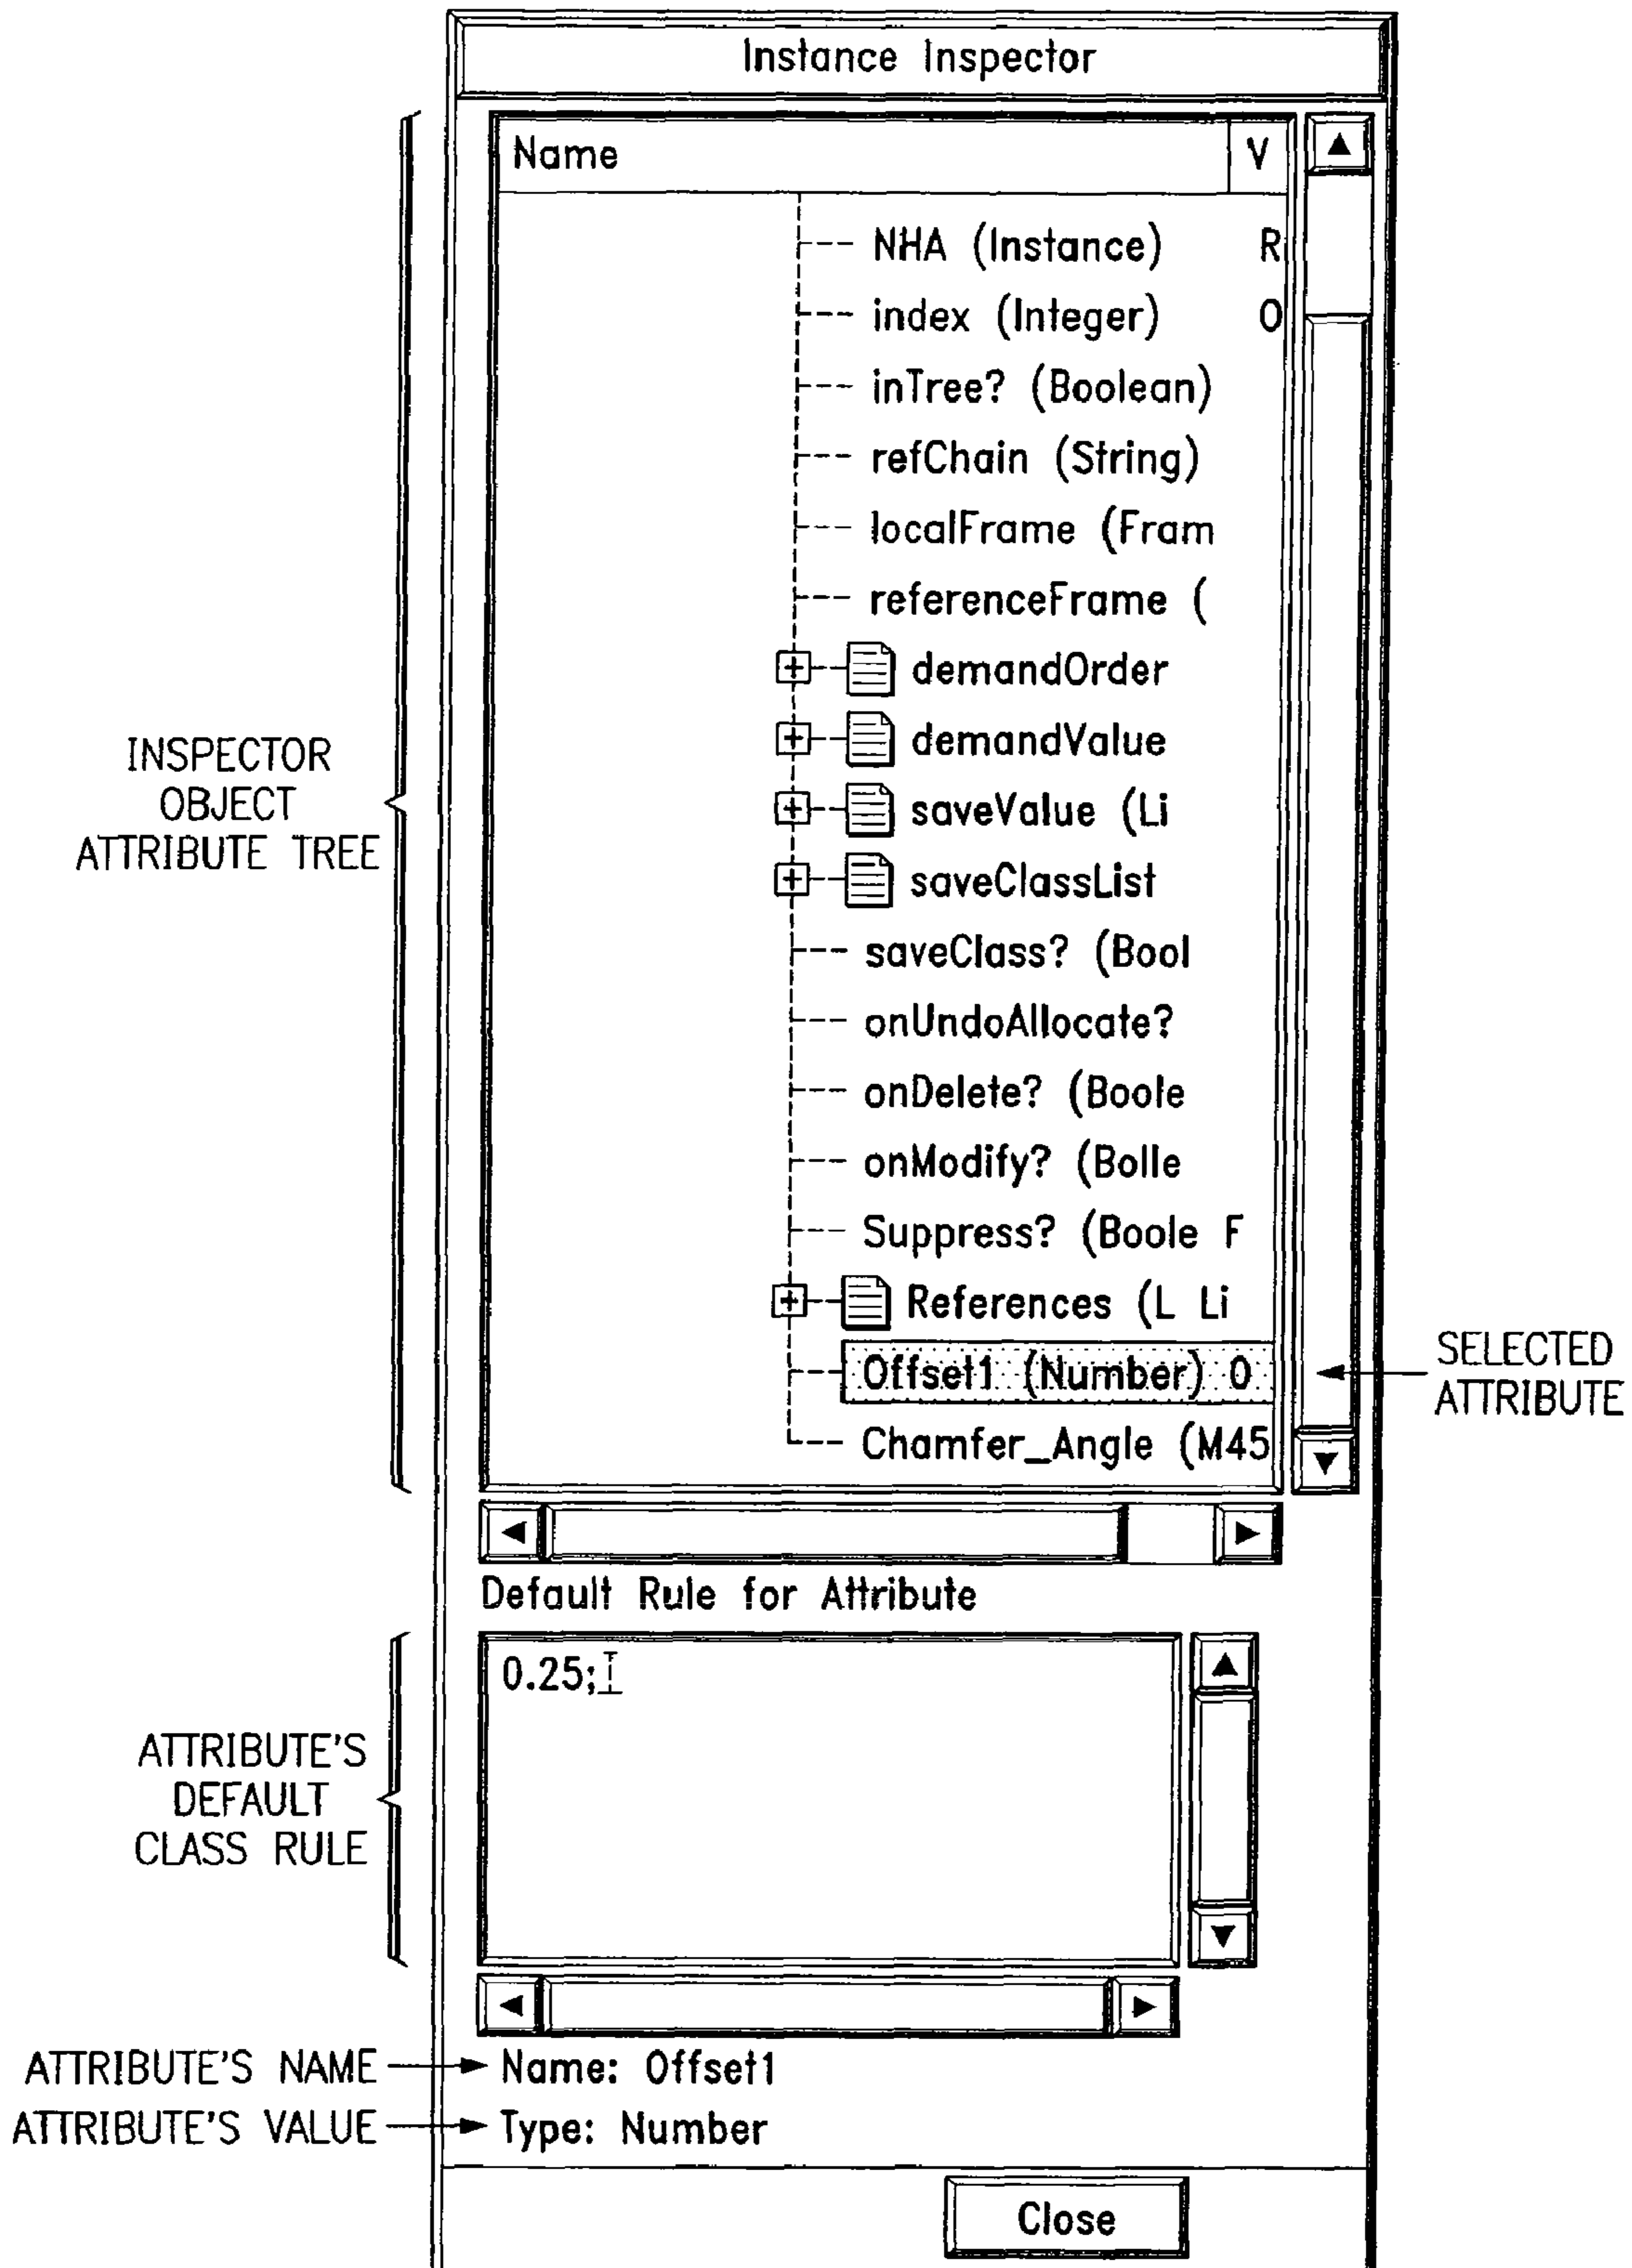 Instance Inspector
Name V
NHA (Instance) R
index (Integer) O
inTree? (Boolean)
refChain (String)
localFrame (Fram
referenceFrame (
demandOrder
demandValue
saveValue (Li
saveClassList
saveClass? (Bool
onUndoAllocate?
onDelete? (Boole
onModify? (Bolle
Suppress? (Boole F
References (L Li
Offset1 (Number) 0
Chamfer_Angle (M45
INSPECTOR
OBJECT
ATTRIBUTE TREE
SELECTED
ATTRIBUTE
Default Rule for Attribute
0.25;
ATTRIBUTE'S
DEFAULT
CLASS RULE
ATTRIBUTE'S NAME Name: Offset1
ATTRIBUTE'S VALUE Type: Number
Close